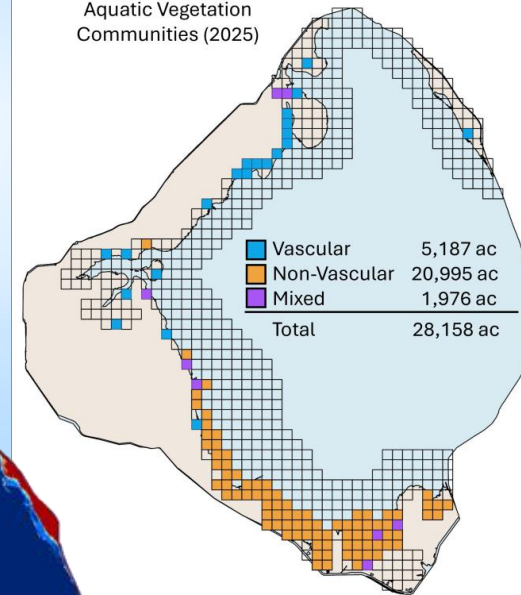 Aquatic Vegetation
Communities (2025)
Vascular 5,187 ac
Non-Vascular 20,995 ac
Mixed 1,976 ac
Total 28,158 ac